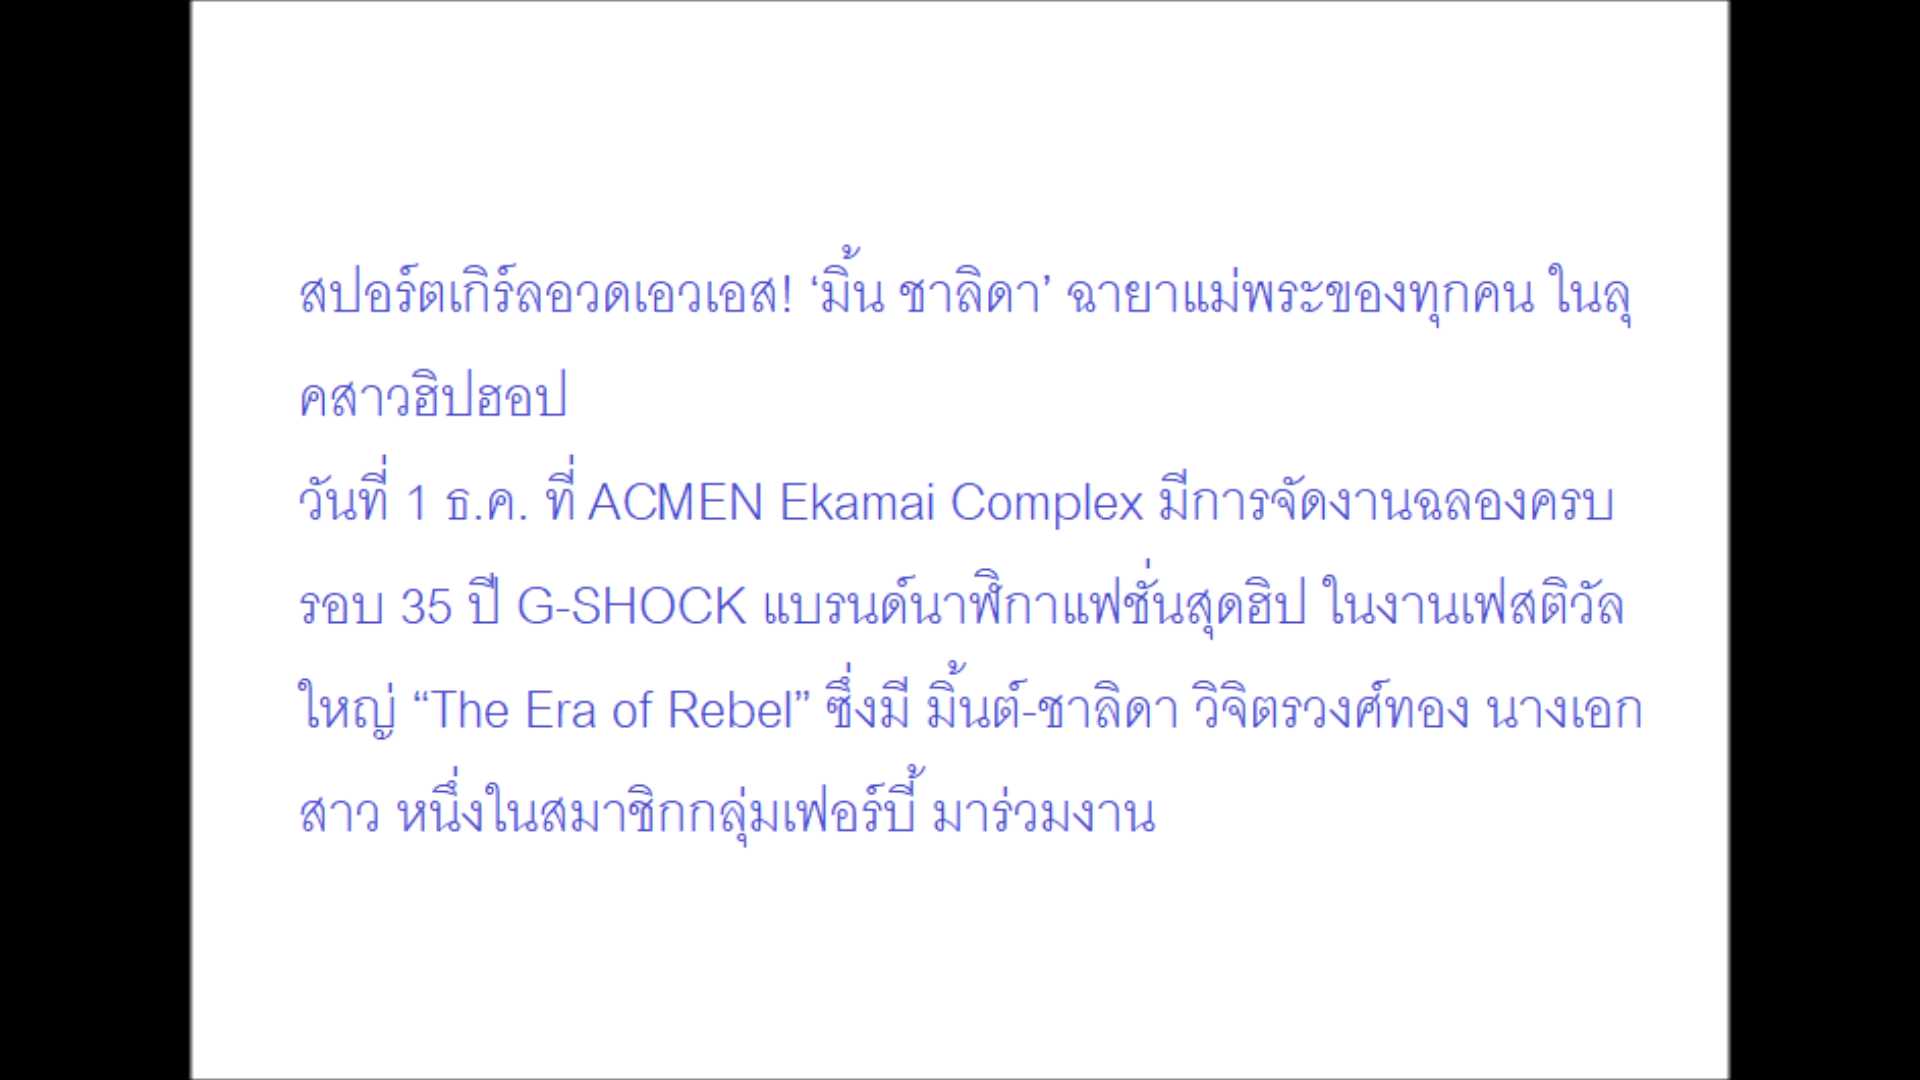 สปอร์ตเกิร์ลอวดเอวเอส! ‘มิ้น ชาลิดา’ ฉายาแม่พระของทุกคน ในลุ
คสาวฮิปฮอป
วันที่ 1 ธ.ค. ที่ ACMEN Ekamai Complex มีการจัดงานฉลองครบ
รอบ 35 ปี G-SHOCK แบรนด์นาฬิกาแฟชั่นสุดฮิป ในงานเฟสติวัล
ใหญ่ “The Era of Rebel” ซึ่งมี มิ้นต์-ชาลิดา วิจิตรวงศ์ทอง นางเอก
สาว หนึ่งในสมาชิกกลุ่มเฟอร์บี้ มาร่วมงาน